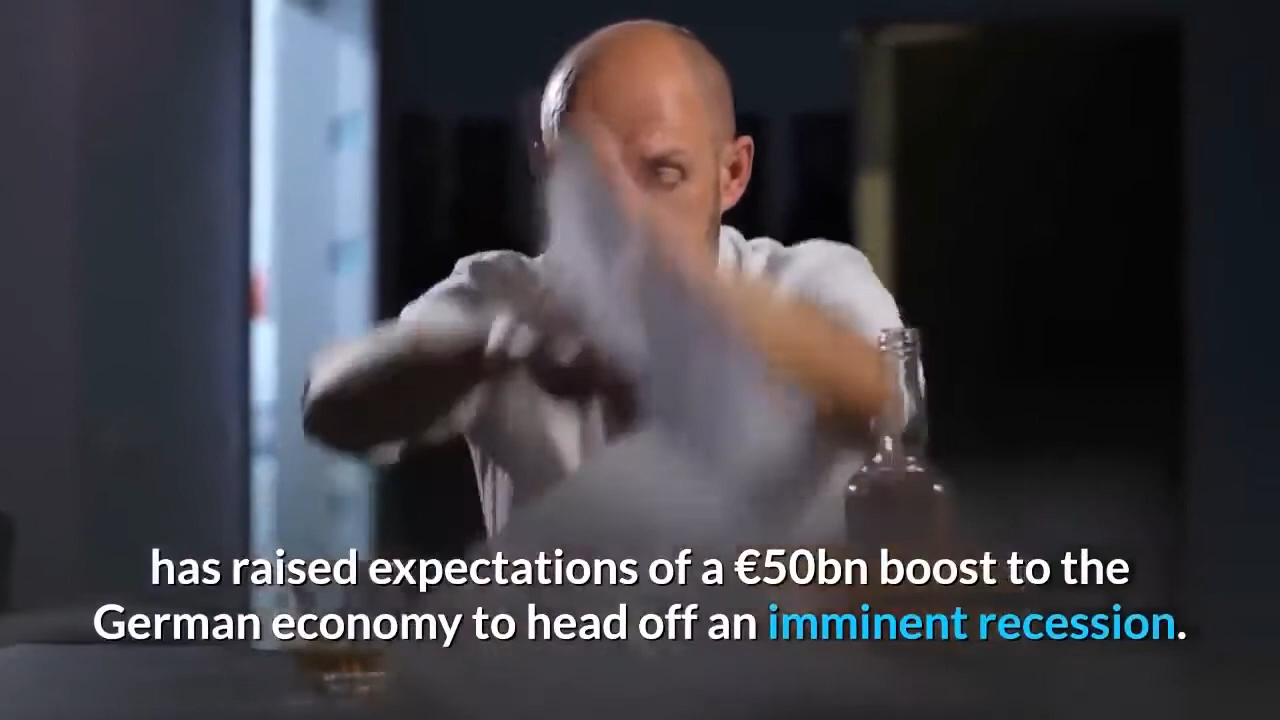 has raised expectations of a €50bn boost to the
German economy to head off an imminent recession.